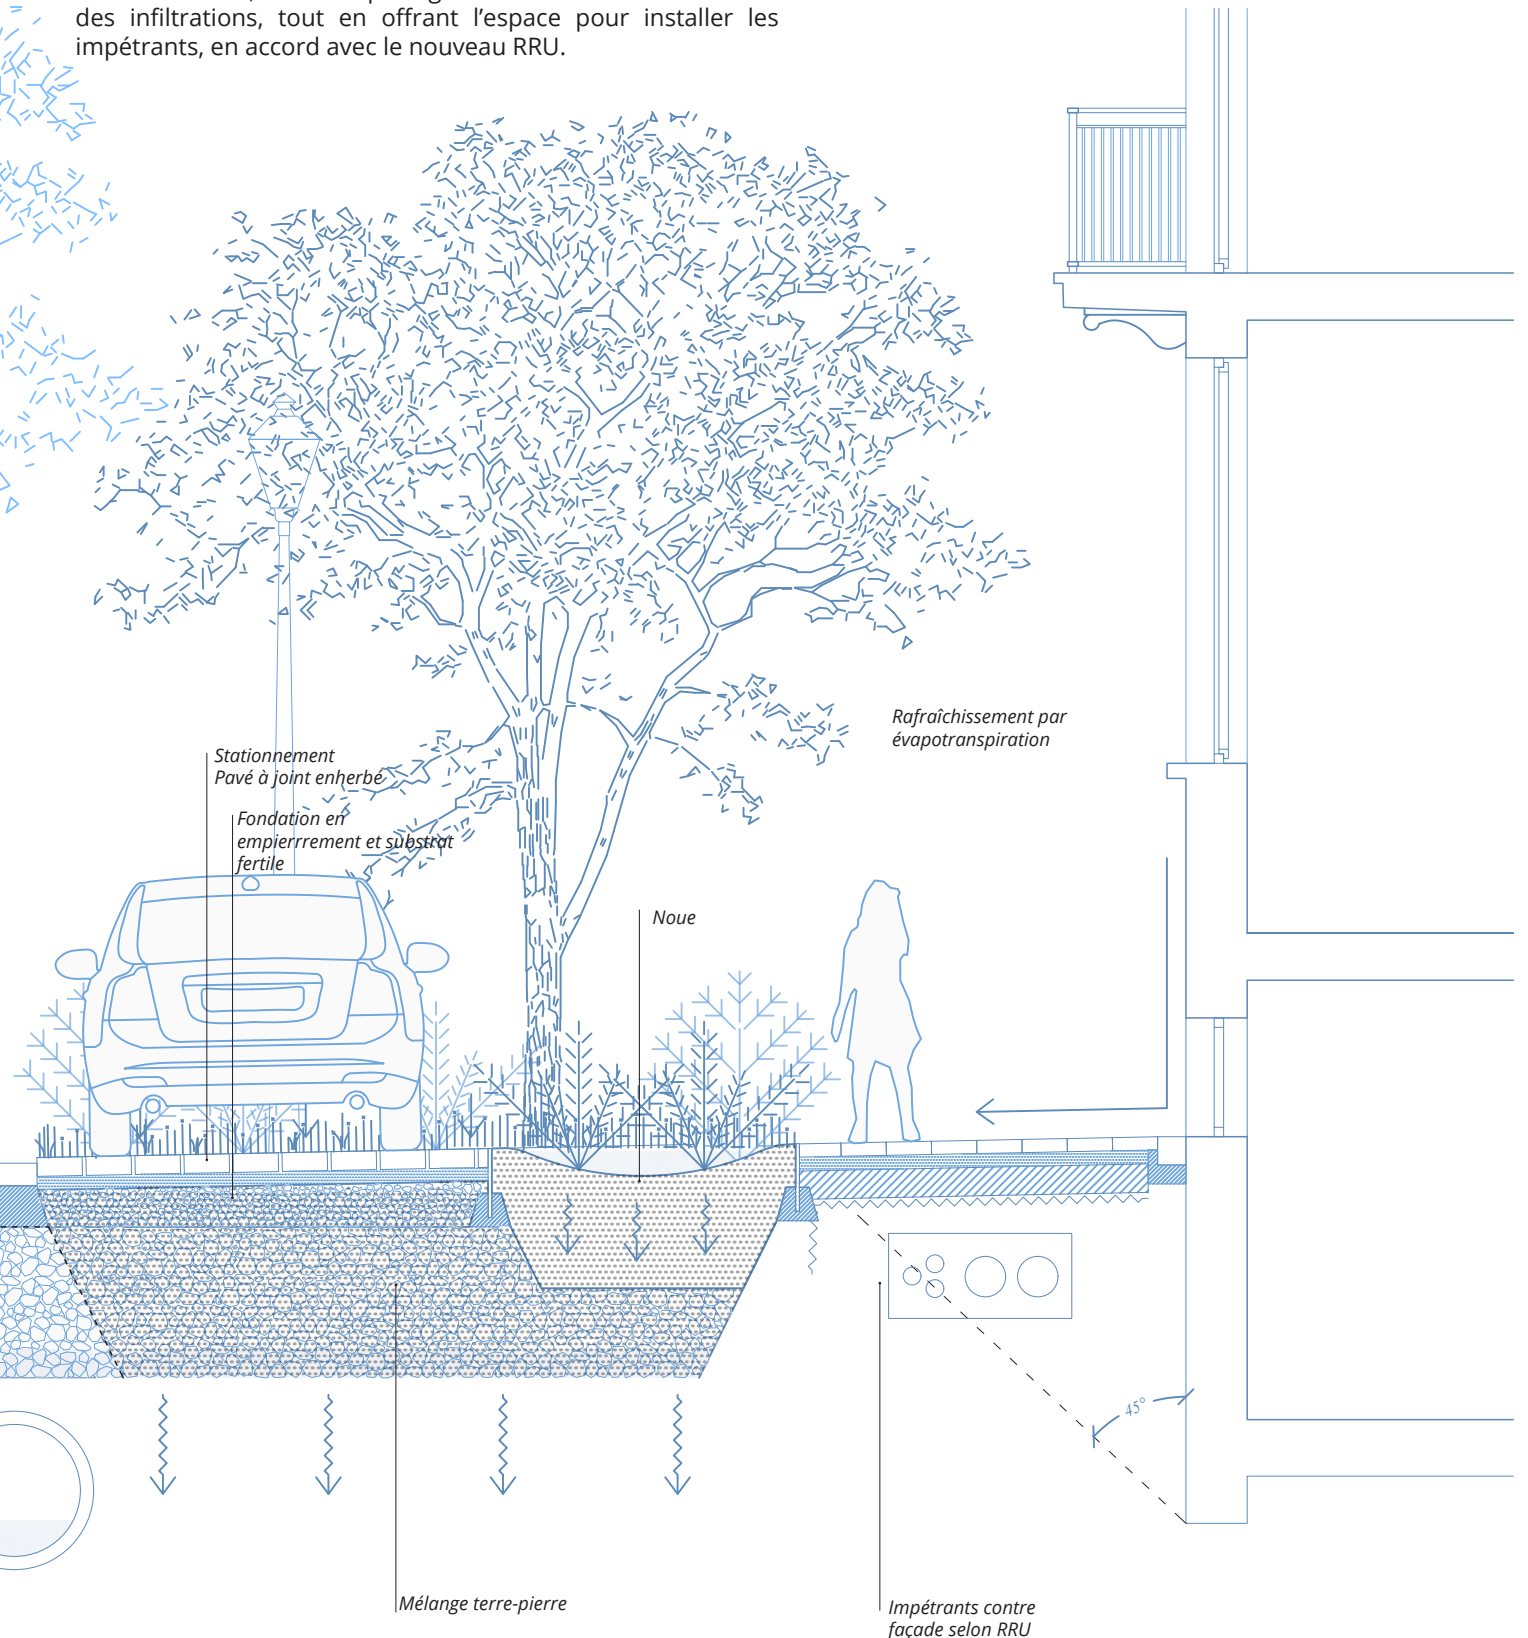 des infiltrations, tout en offrant l’espace pour installer les
impétrants, en accord avec le nouveau RRU.
Rafraîchissement par
évapotranspiration
Stationnement
Pavé à joint enherbé
Fondation en
empierrrement et substrat
fertile
Noue
45°
Mélange terre-pierre
Impétrants contre
façade selon RRU